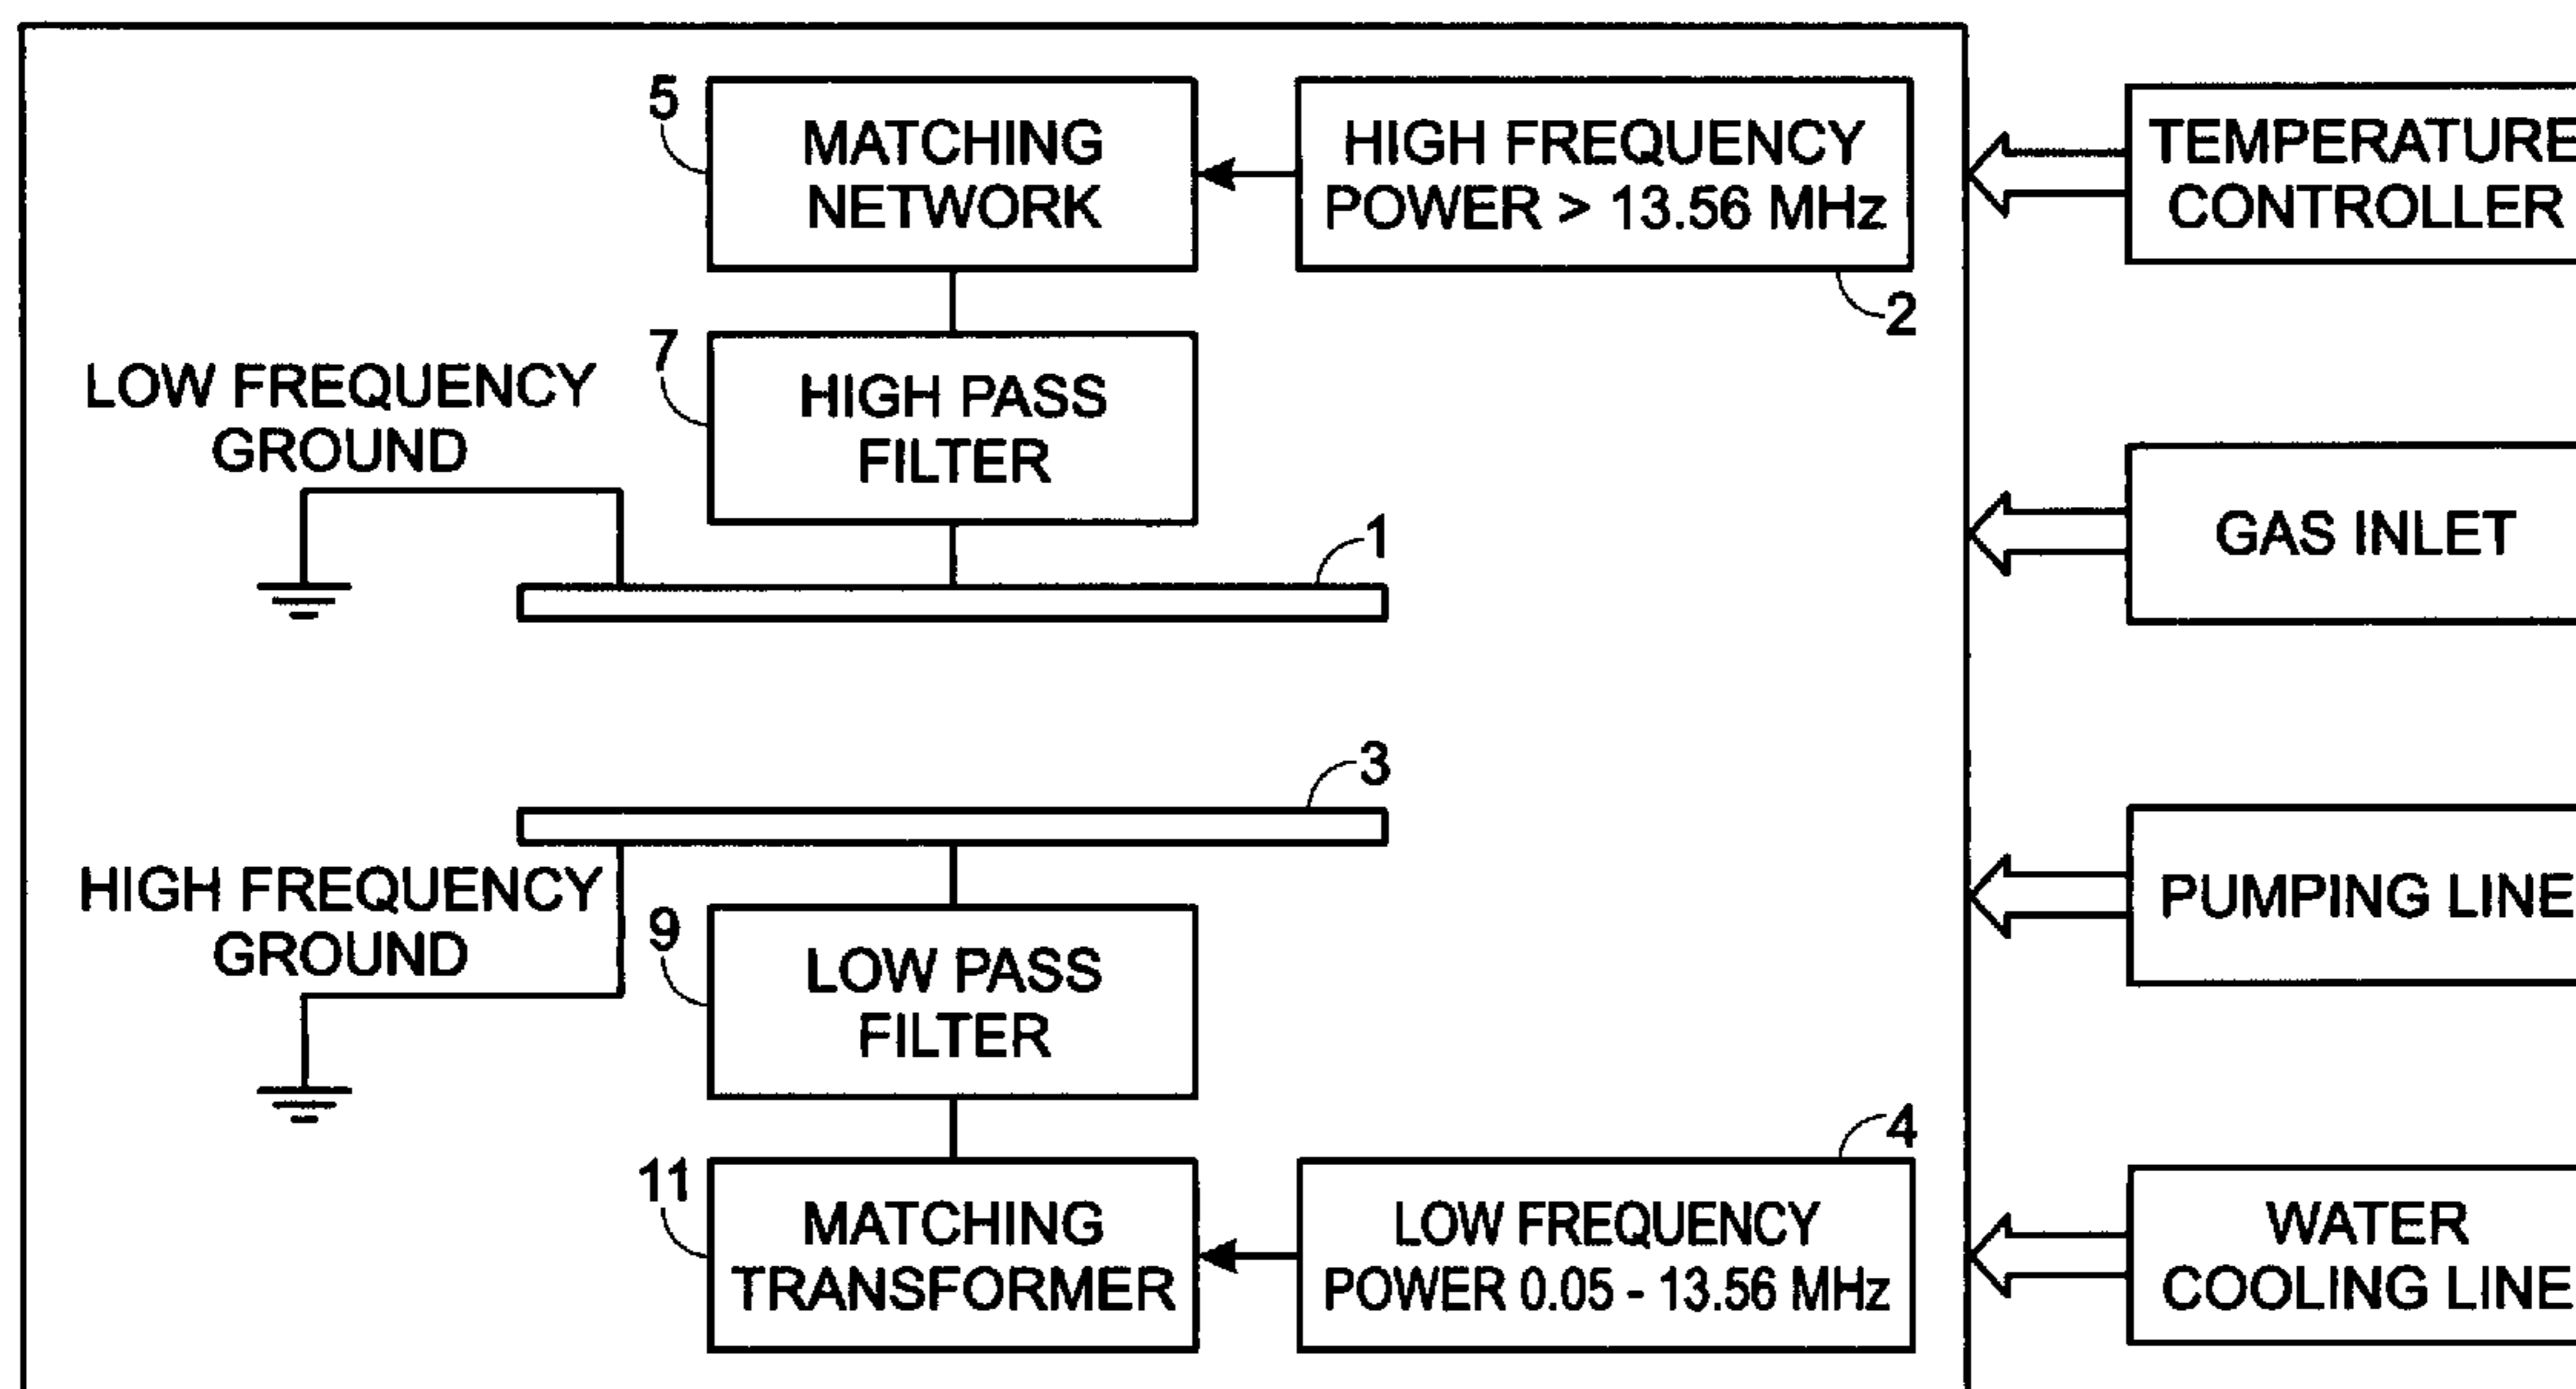 5
MATCHING
NETWORK
HIGH FREQUENCY
POWER > 13.56 MHz
2
TEMPERATURE
CONTROLLER
LOW FREQUENCY
GROUND
7
HIGH PASS
FILTER
1
GAS INLET
3
HIGH FREQUENCY
GROUND
9
LOW PASS
FILTER
PUMPING LINE
11
MATCHING
TRANSFORMER
4
LOW FREQUENCY
POWER 0.05 - 13.56 MHz
WATER
COOLING LINE